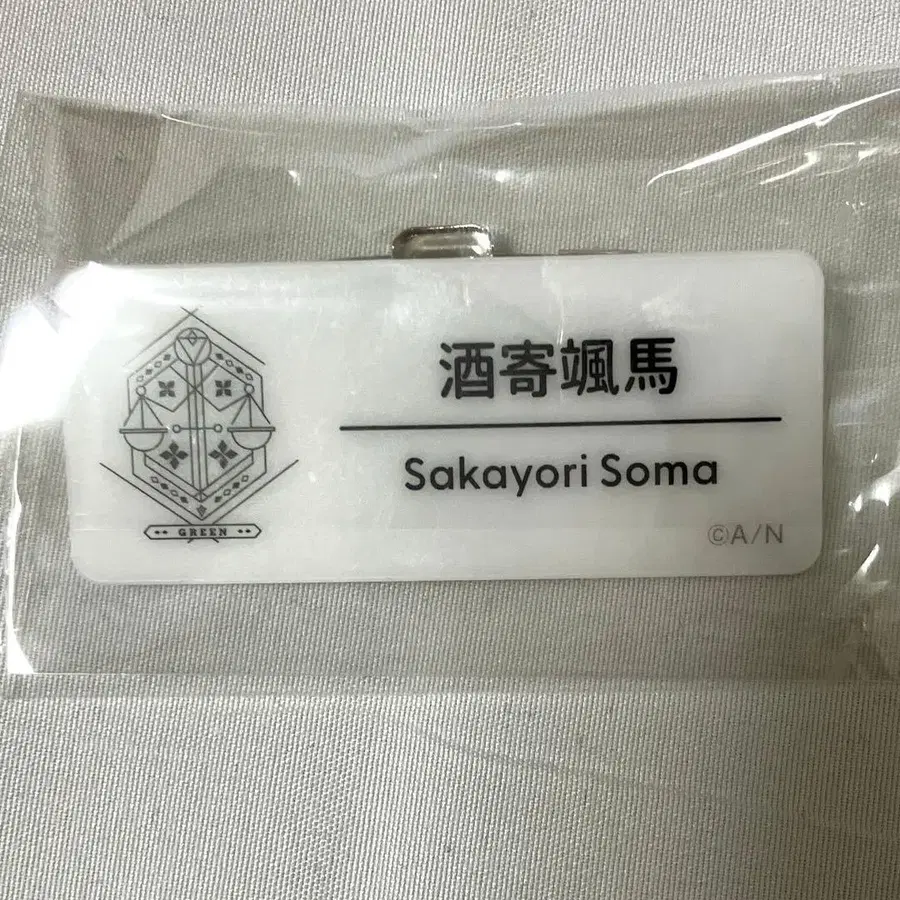 酒寄颯馬
Sakayori Soma
GREEN
©A/N